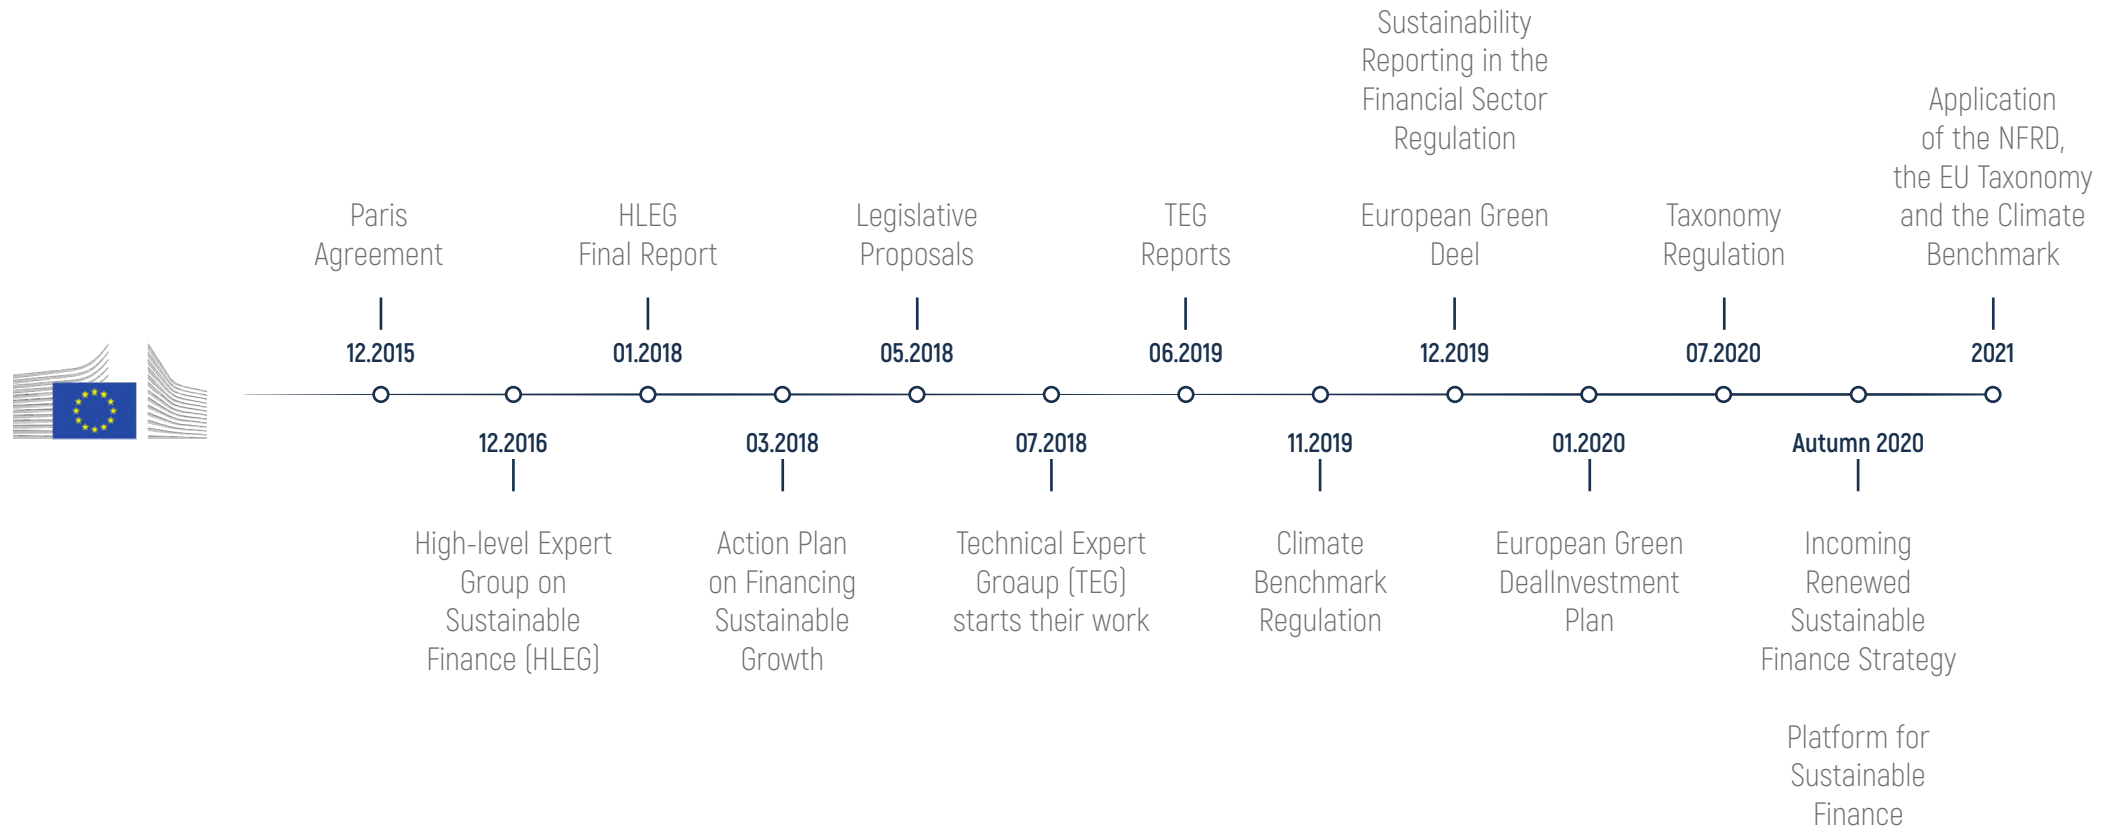 Paris
Agreement
12.2015
12.2016
High-level Expert
Group on
Sustainable
Finance (HLEG)
HLEG
Final Report
01.2018
03.2018
Action Plan
on Financing
Sustainable
Growth
Legislative
Proposals
05.2018
07.2018
Technical Expert
Groaup (TEG)
starts their work
TEG
Reports
06.2019
11.2019
Climate
Benchmark
Regulation
Sustainability
Reporting in the
Financial Sector
Regulation
European Green
Deel
12.2019
01.2020
European Green
DealInvestment
Plan
Taxonomy
Regulation
07.2020
Autumn 2020
Incoming
Renewed
Sustainable
Finance Strategy
Platform for
Sustainable
Finance
Application
of the NFRD,
the EU Taxonomy
and the Climate
Benchmark
2021